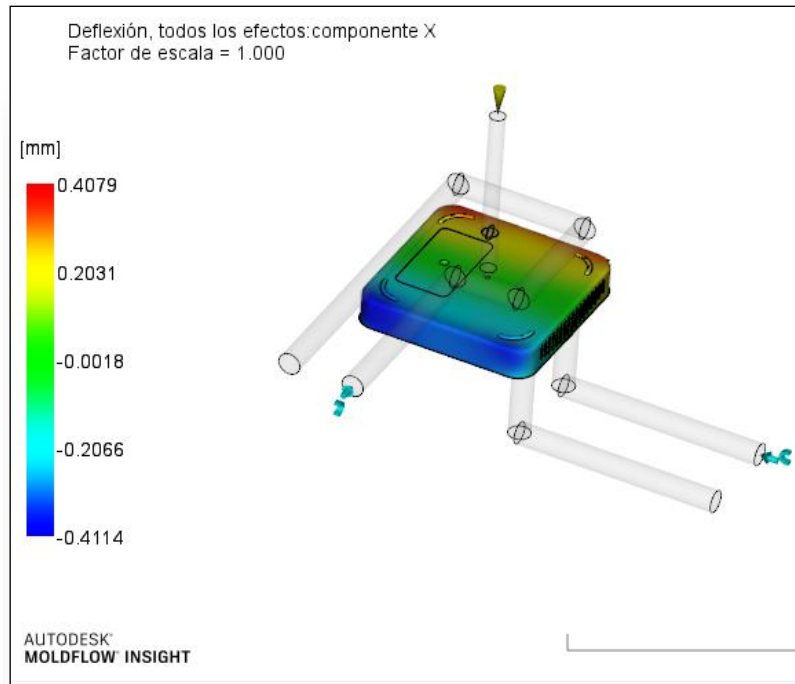 Deflexión, todos los efectos:componente X
Factor de escala = 1.000
[mm]
0.4079
0.2031
-0.0018
-0.2066
-0.4114
AUTODESK®
MOLDFLOW® INSIGHT